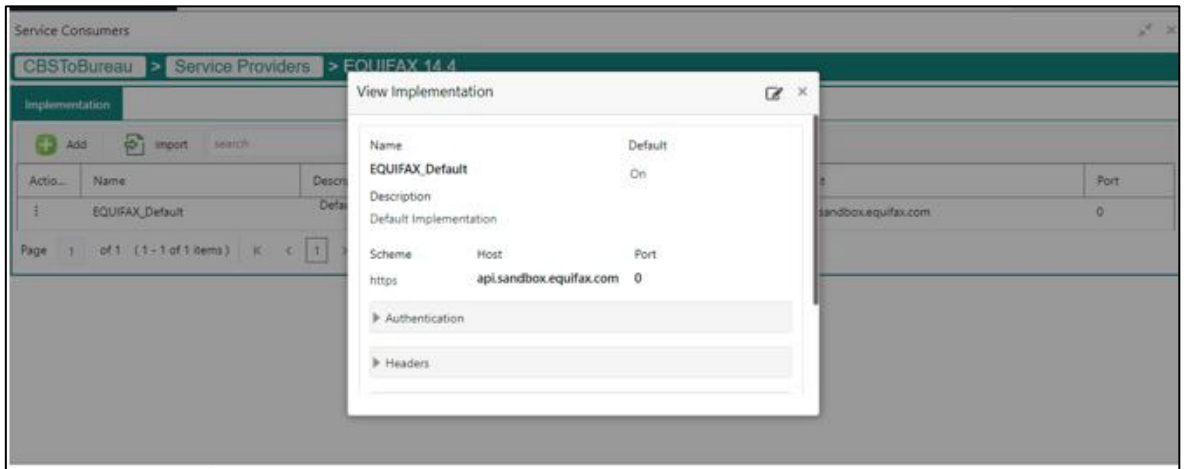 Service Consumers
CBSToBureau > Service Providers > EQUIFAX 14.4
Implementation
Add Import search
Actio... Name Descri Port
EQUIFAX_Default Defau sandbox.equifax.com 0
Page 1 of 1 (1 - 1 of 1 items) 1
View Implementation
Name Default
EQUIFAX_Default On
Description
Default Implementation
Scheme Host Port
https api.sandbox.equifax.com 0
Authentication
Headers